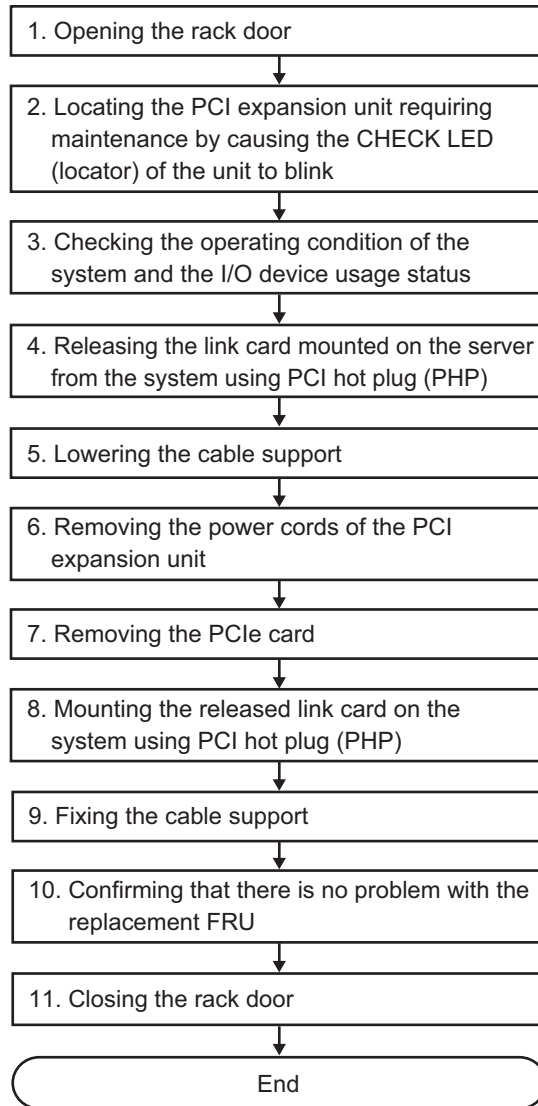 1. Opening the rack door
2. Locating the PCI expansion unit requiring
maintenance by causing the CHECK LED
(locator) of the unit to blink
3. Checking the operating condition of the
system and the I/O device usage status
4. Releasing the link card mounted on the server
from the system using PCI hot plug (PHP)
5. Lowering the cable support
6. Removing the power cords of the PCI
expansion unit
7. Removing the PCIe card
8. Mounting the released link card on the
system using PCI hot plug (PHP)
9. Fixing the cable support
10. Confirming that there is no problem with the
replacement FRU
11. Closing the rack door
End